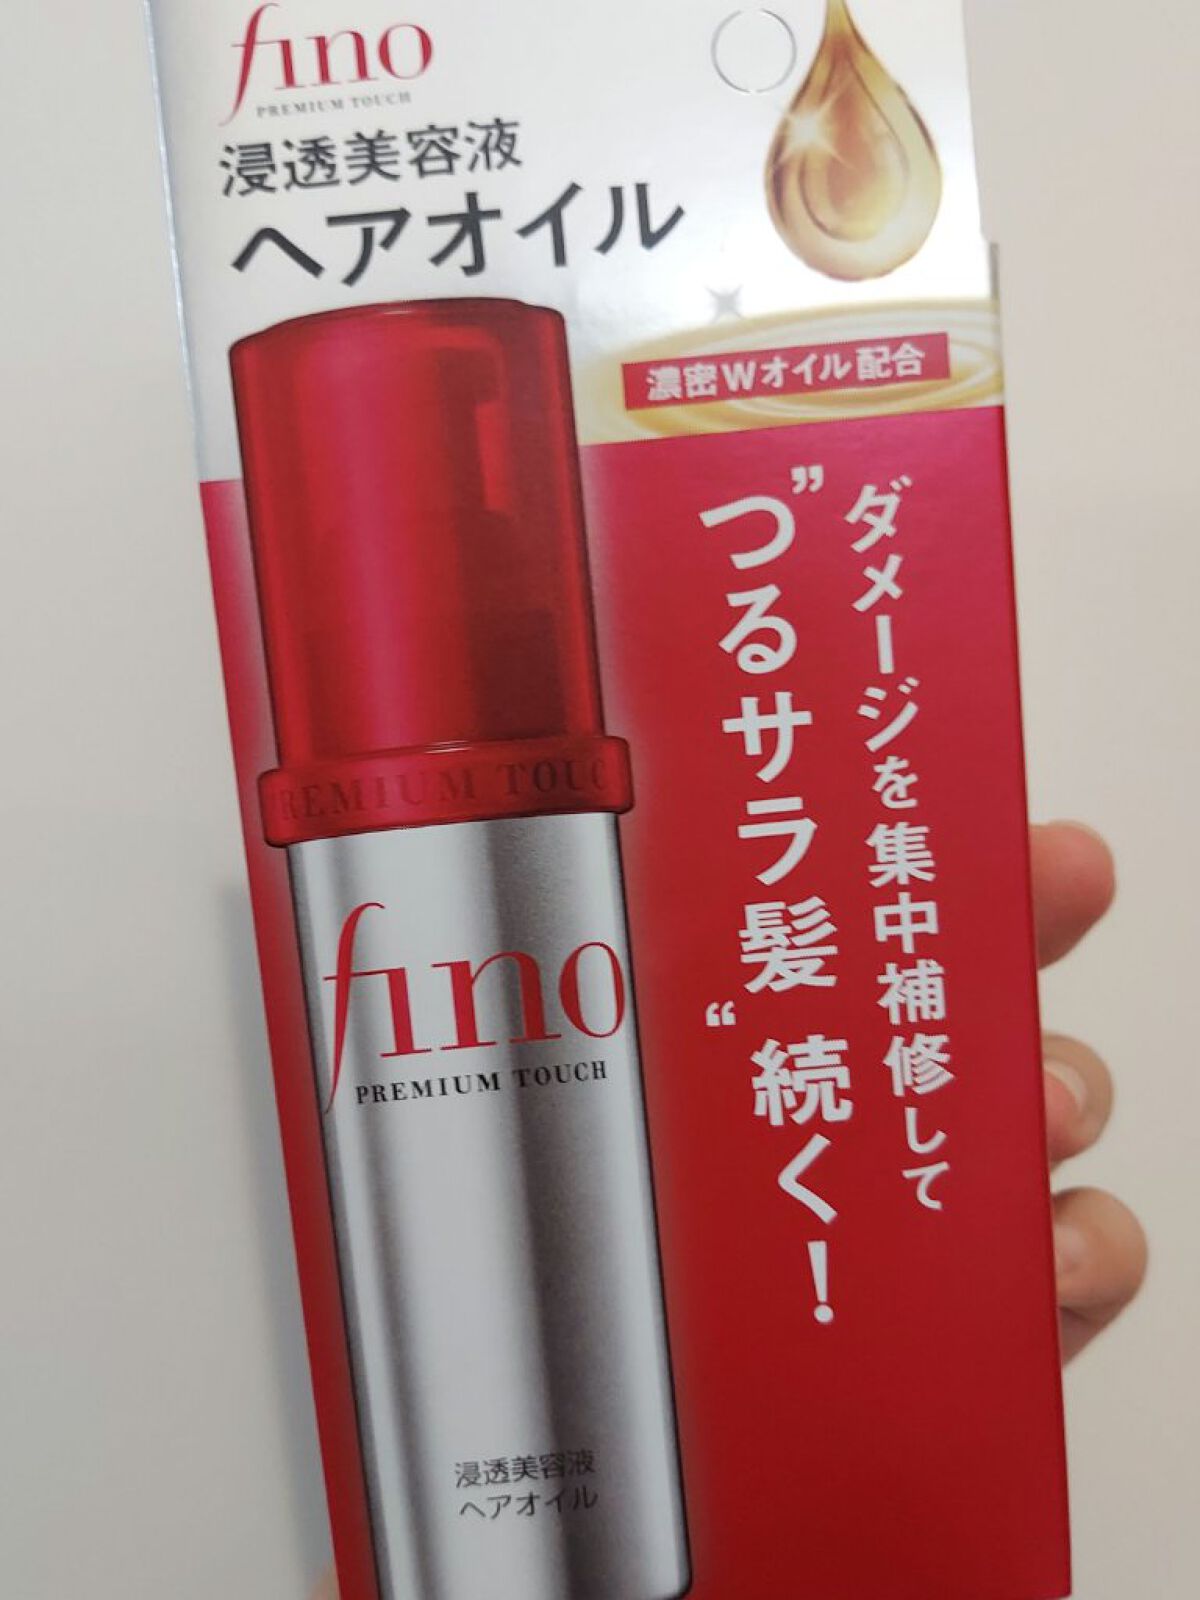 fino
PREMIUM TOUCH
浸透美容液
ヘアオイル
濃密Wオイル配合
ダメージを集中補修して
"つるサラ髪"続く!
REMIUM TOUC
fino
PREMIUM TOUCH
浸透美容液
ヘアオイル